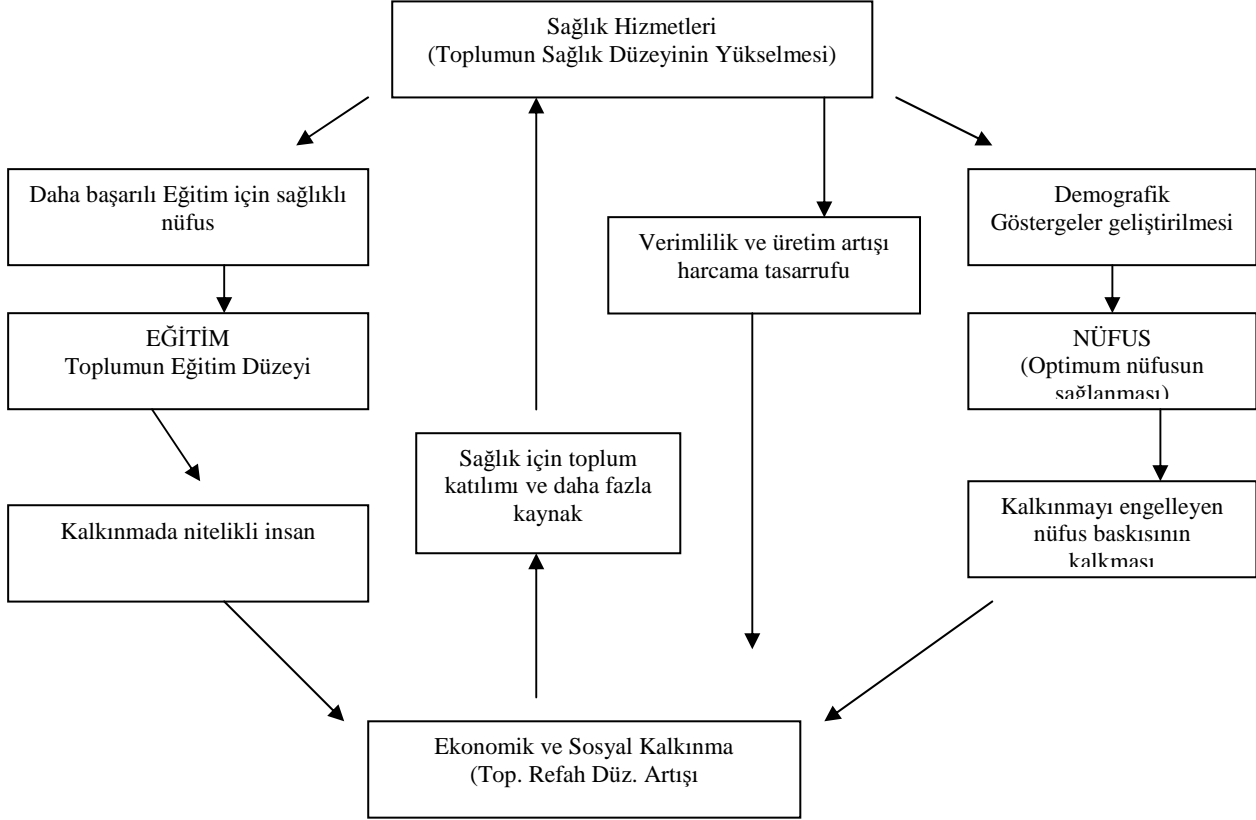 Sağlık Hizmetleri
(Toplumun Sağlık Düzeyinin Yükselmesi)
Daha başarılı Eğitim için sağlıklı
nüfus
Demografik
Göstergeler geliştirilmesi
Verimlilik ve üretim artışı
harcama tasarrufu
EĞİTİM
Toplumun Eğitim Düzeyi
NÜFUS
(Optimum nüfusun
sağlanması)
Sağlık için toplum
katılımı ve daha fazla
kaynak
Kalkınmada nitelikli insan
Kalkınmayı engelleyen
nüfus baskısının
kalkması
Ekonomik ve Sosyal Kalkınma
(Top. Refah Düz. Artışı